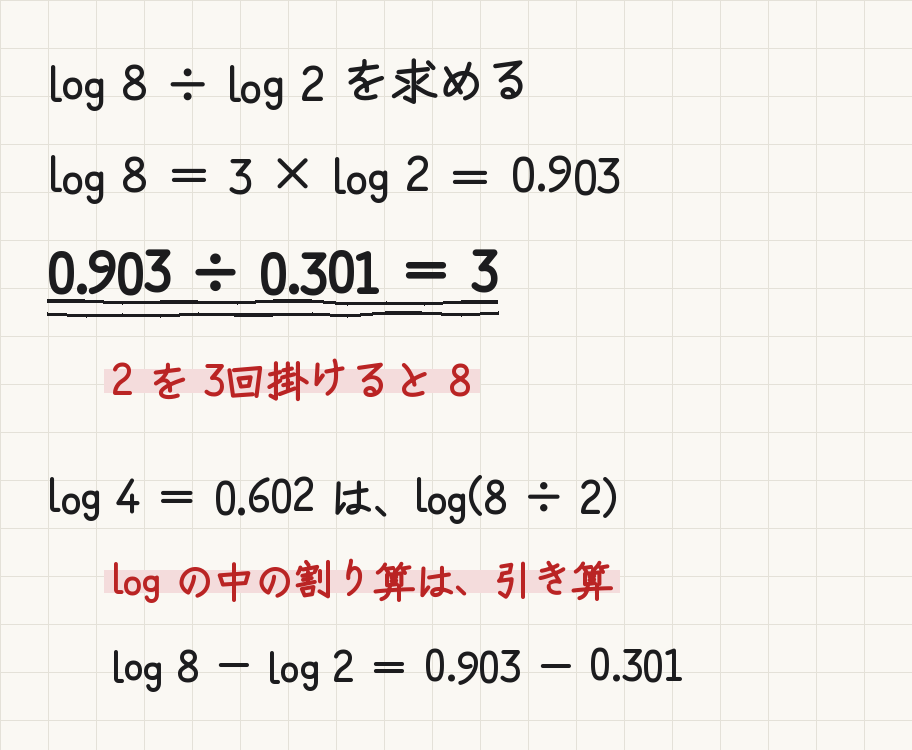 log 8 ÷ log 2 を求める
log 8 = 3 × log 2 = 0.903
0.903 ÷ 0.301 = 3
2 を 3回掛けると 8
log 4 = 0.602 は、log(8 ÷ 2)
log の中の割り算は、引き算
log 8 − log 2 = 0.903 − 0.301